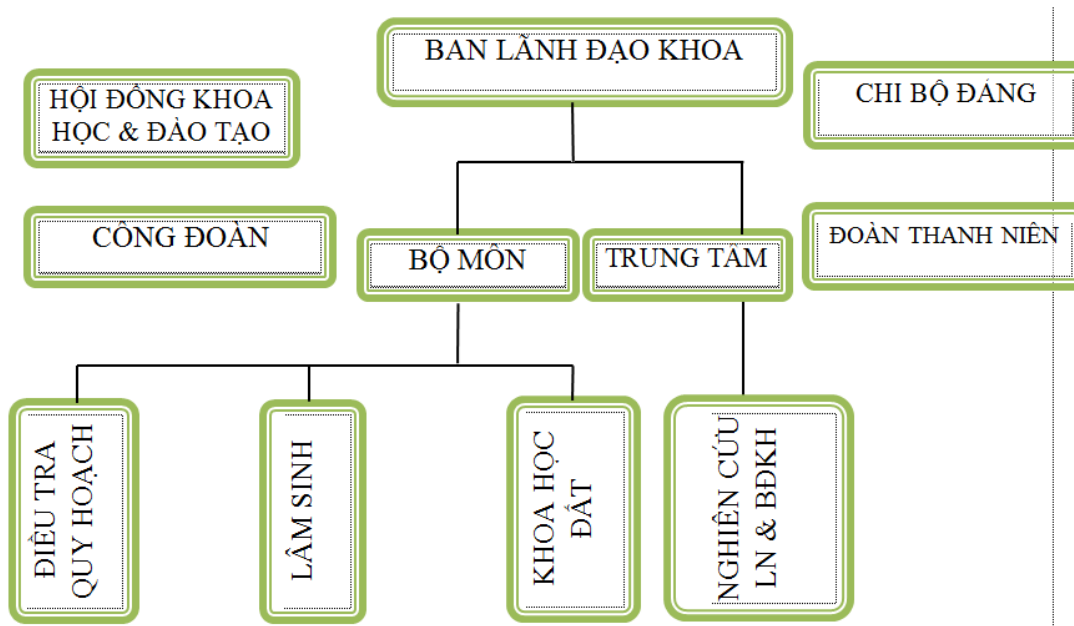 BAN LÃNH ĐẠO KHOA
HỘI ĐỒNG KHOA
HỌC & ĐÀO TẠO
CHI BỘ ĐẢNG
CÔNG ĐOÀN
BỘ MÔN
TRUNG TÂM
ĐOÀN THANH NIÊN
ĐIỀU TRA
QUY HOẠCH
LÂM SINH
KHOA HỌC
ĐẤT
NGHIÊN CỨU
LN & BĐKH